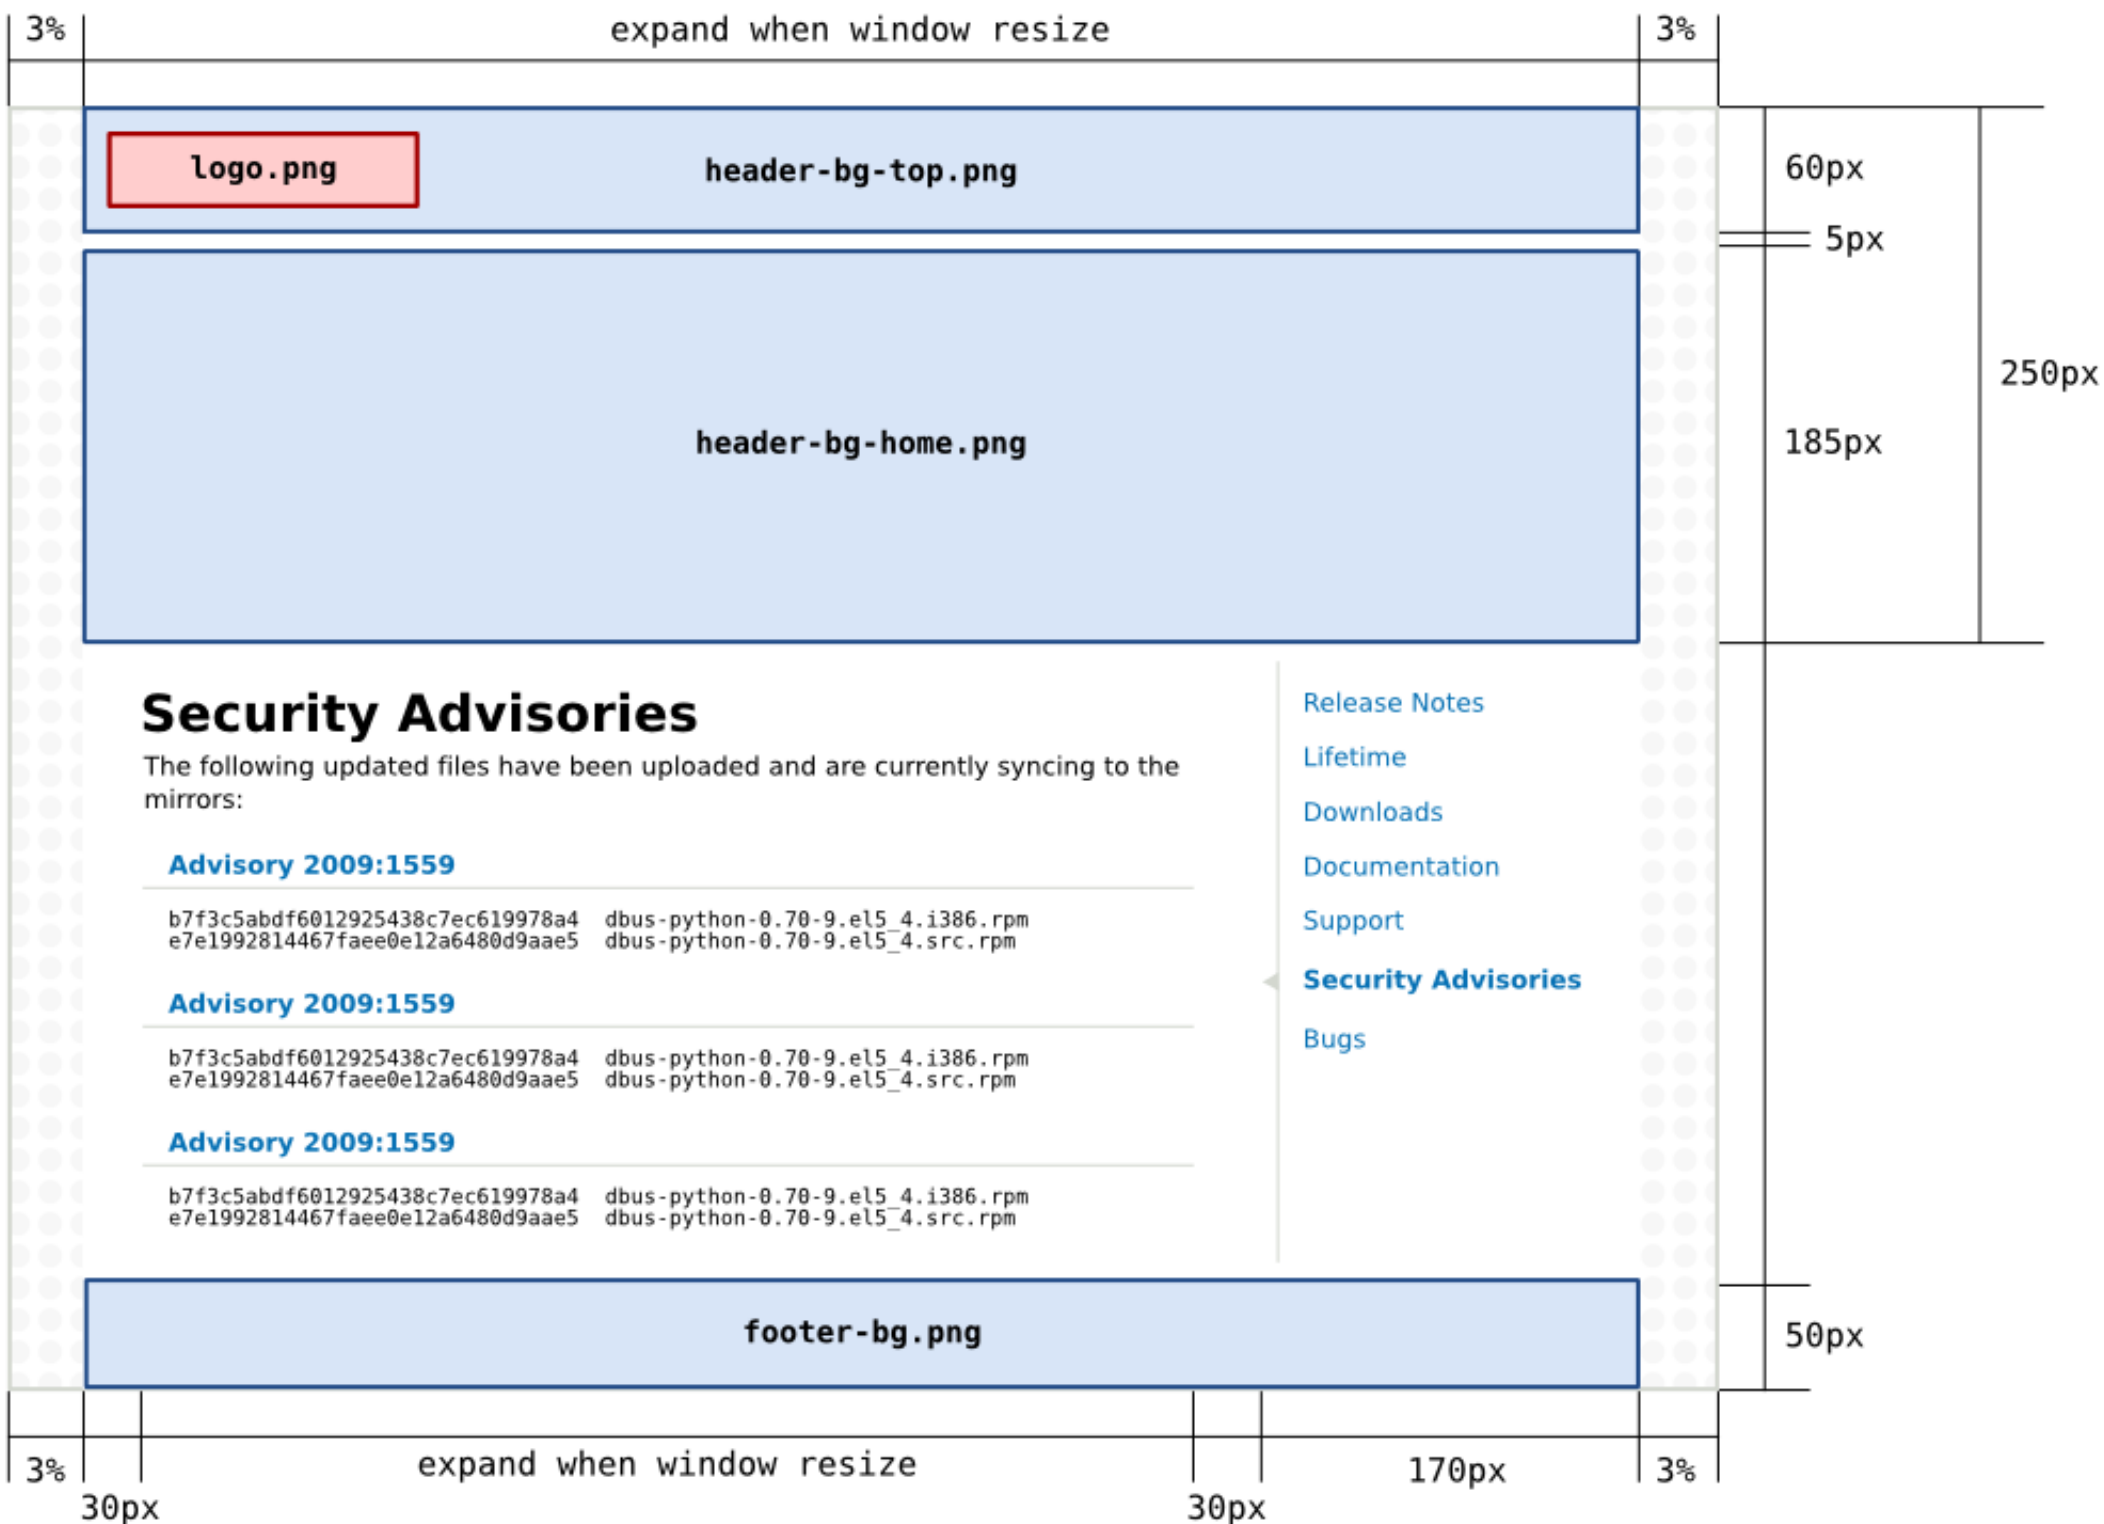 3%
expand when window resize
3%
logo.png
header-bg-top.png
60px
5px
header-bg-home.png
250px
185px
Security Advisories
The following updated files have been uploaded and are currently syncing to the
mirrors:
Advisory 2009:1559
b7f3c5abdf6012925438c7ec619978a4 dbus-python-0.70-9.el5_4.i386.rpm
e7e1992814467faee0e12a6480d9aae5 dbus-python-0.70-9.el5_4.src.rpm
Advisory 2009:1559
b7f3c5abdf6012925438c7ec619978a4 dbus-python-0.70-9.el5_4.i386.rpm
e7e1992814467faee0e12a6480d9aae5 dbus-python-0.70-9.el5_4.src.rpm
Advisory 2009:1559
b7f3c5abdf6012925438c7ec619978a4 dbus-python-0.70-9.el5_4.i386.rpm
e7e1992814467faee0e12a6480d9aae5 dbus-python-0.70-9.el5_4.src.rpm
Release Notes
Lifetime
Downloads
Documentation
Support
Security Advisories
Bugs
footer-bg.png
50px
3%
expand when window resize
170px
3%
30px
30px